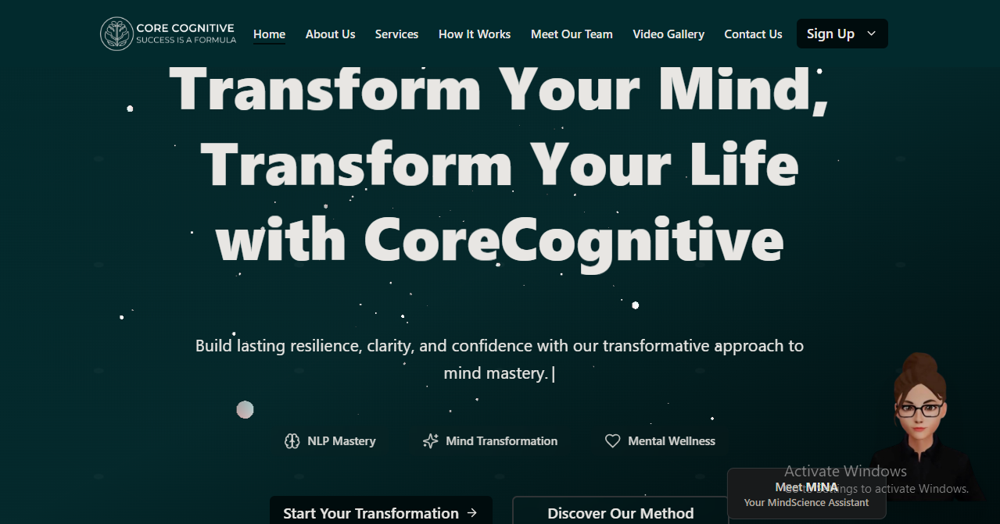 CORE COGNITIVE
SUCCESS IS A FORMULA
Home
About Us
Services
How It Works
Meet Our Team
Video Gallery
Contact Us
Sign Up
Transform Your Mind,
Transform Your Life
with CoreCognitive
Build lasting resilience, clarity, and confidence with our transformative approach to
mind mastery. |
NLP Mastery
Mind Transformation
Mental Wellness
Start Your Transformation
Discover Our Method
Activate Windows
Go to Settings to activate Windows.
Meet MINA
Your MindScience Assistant